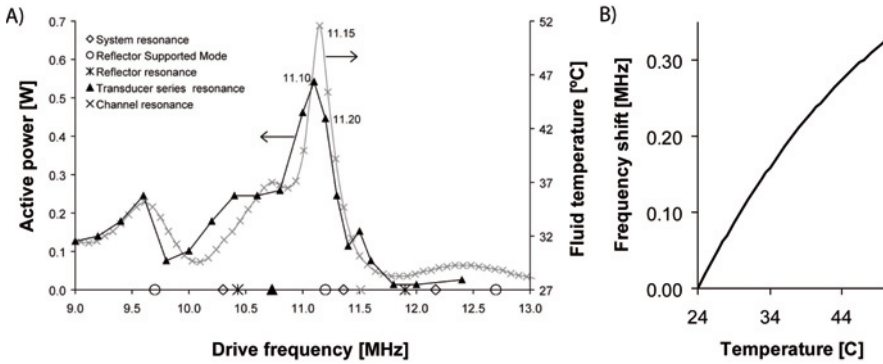 A)
B)
0.7
0.6
0.5
0.4
0.3
0.2
0.1
0.0
Active power [W]
◇ System resonance
○ Reflector Supported Mode
ж Reflector resonance
▲ Transducer series resonance
× Channel resonance
11.15
11.10
11.20
52
47
42
37
32
27
Fluid temperature [ºC]
9.0 9.5 10.0 10.5 11.0 11.5 12.0 12.5 13.0
Drive frequency [MHz]
Frequency shift [MHz]
0.30
0.20
0.10
0.00
24 34 44
Temperature [C]